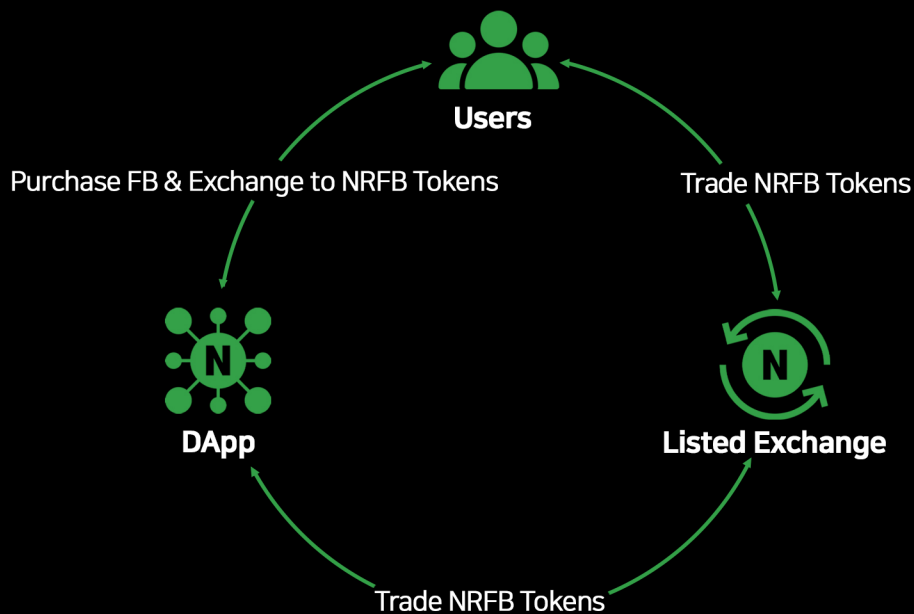 Users
Purchase FB & Exchange to NRFB Tokens
Trade NRFB Tokens
N
N
DApp
Listed Exchange
Trade NRFB Tokens